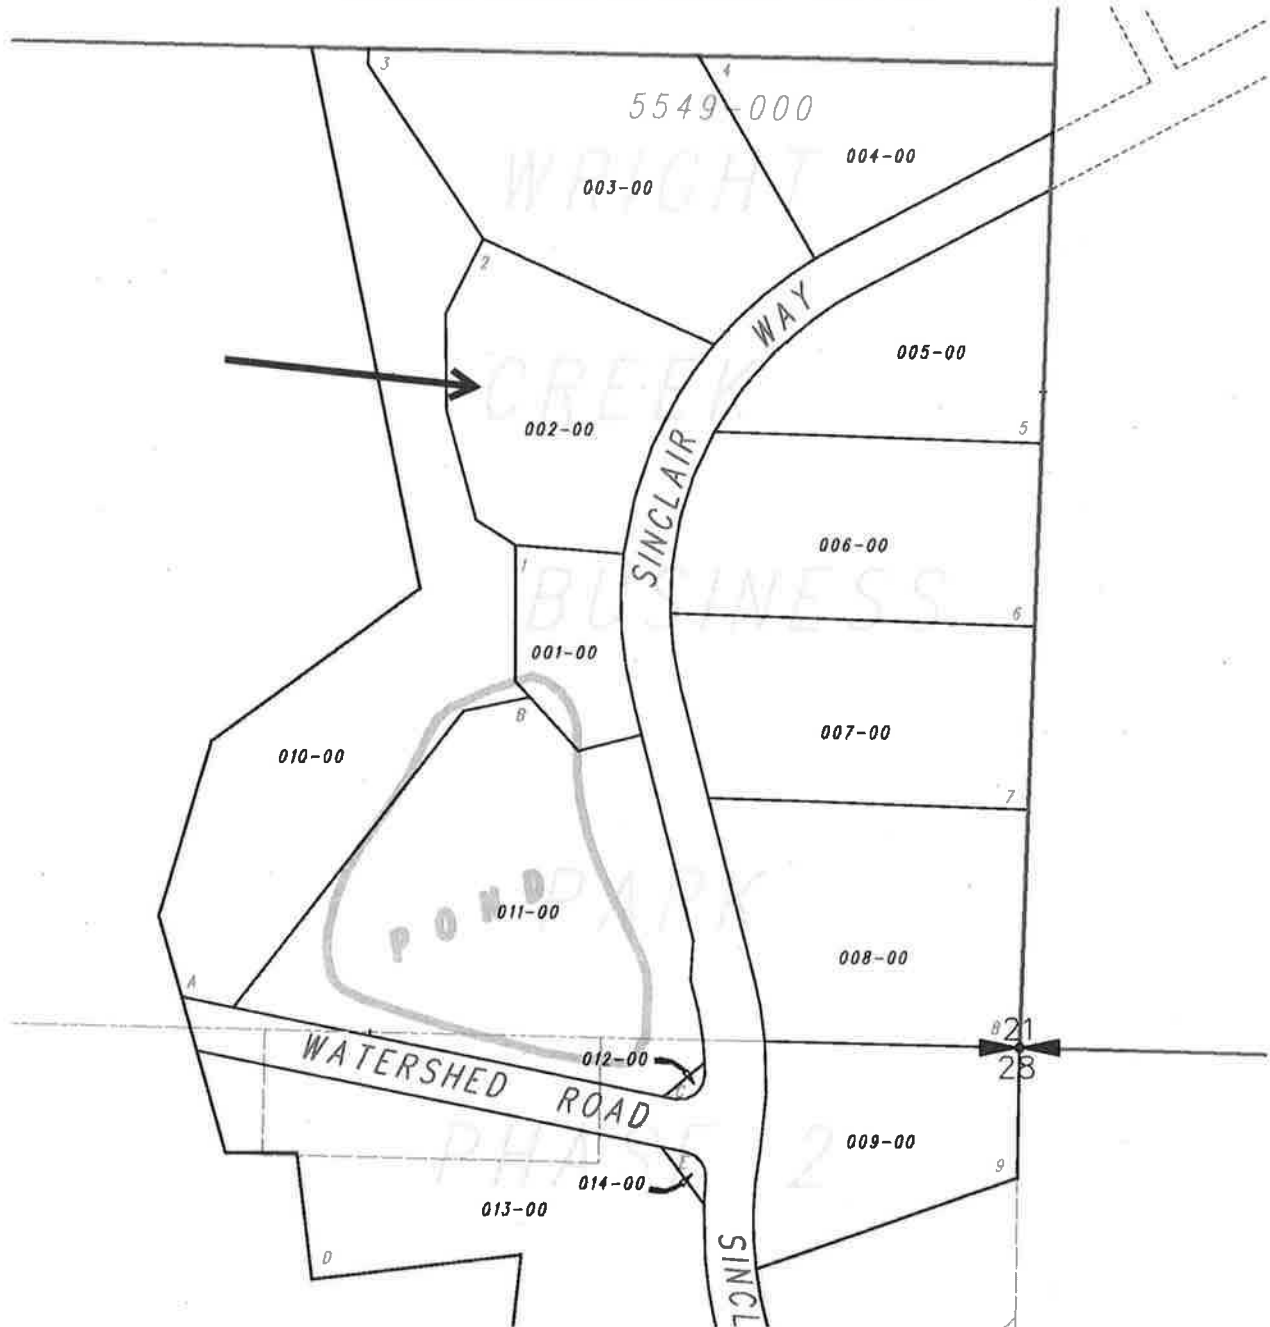 3
4
5549-000
WRIGHT
004-00
003-00
2
WAY
005-00
CREEK
002-00
5
SINCLAIR
006-00
1
BUSINESS
6
001-00
B
007-00
010-00
7
PARK
POND
011-00
008-00
A
8
21
28
WATERSHED ROAD
012-00
C
PHASE 2
009-00
E
9
014-00
013-00
D
SINCL